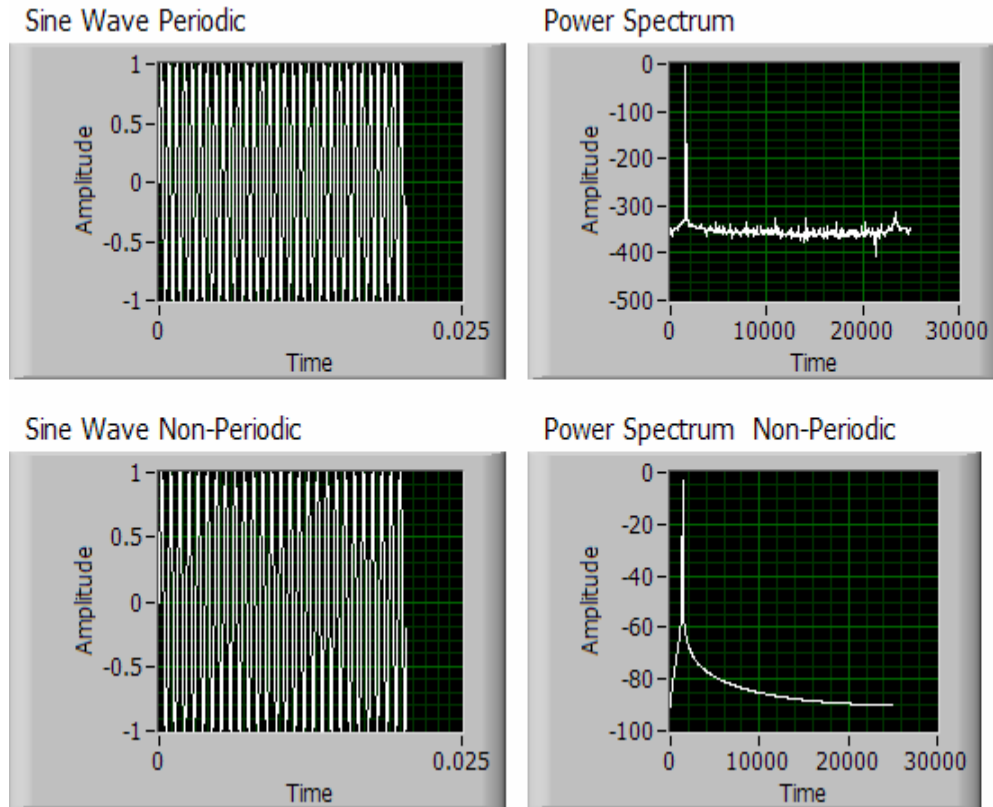 Sine Wave Periodic
Amplitude
1
0.5
0
-0.5
-1
0
0.025
Time
Power Spectrum
Amplitude
0
-100
-200
-300
-400
-500
0
10000
20000
30000
Time
Sine Wave Non-Periodic
Amplitude
1
0.5
0
-0.5
-1
0
0.025
Time
Power Spectrum Non-Periodic
Amplitude
0
-20
-40
-60
-80
-100
0
10000
20000
30000
Time